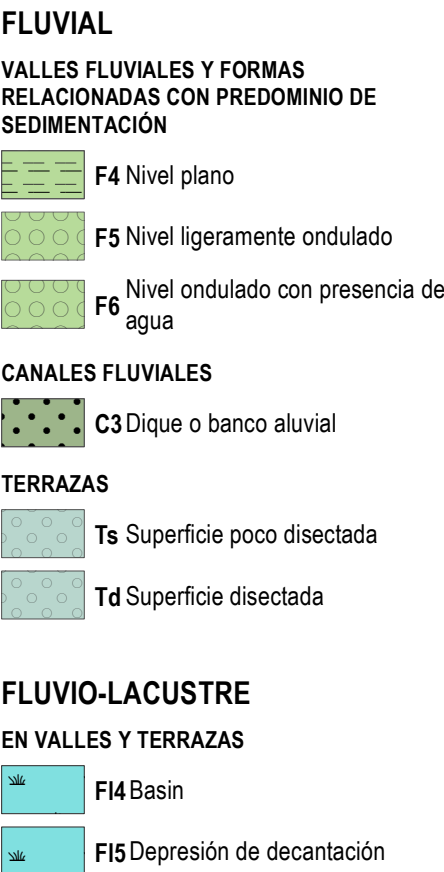 FLUVIAL
VALLES FLUVIALES Y FORMAS
RELACIONADAS CON PREDOMINIO DE
SEDIMENTACIÓN
F4 Nivel plano
F5 Nivel ligeramente ondulado
F6 Nivel ondulado con presencia de
agua
CANALES FLUVIALES
C3 Dique o banco aluvial
TERRAZAS
Ts Superficie poco disectada
Td Superficie disectada
FLUVIO-LACUSTRE
EN VALLES Y TERRAZAS
Fl4 Basin
Fl5 Depresión de decantación